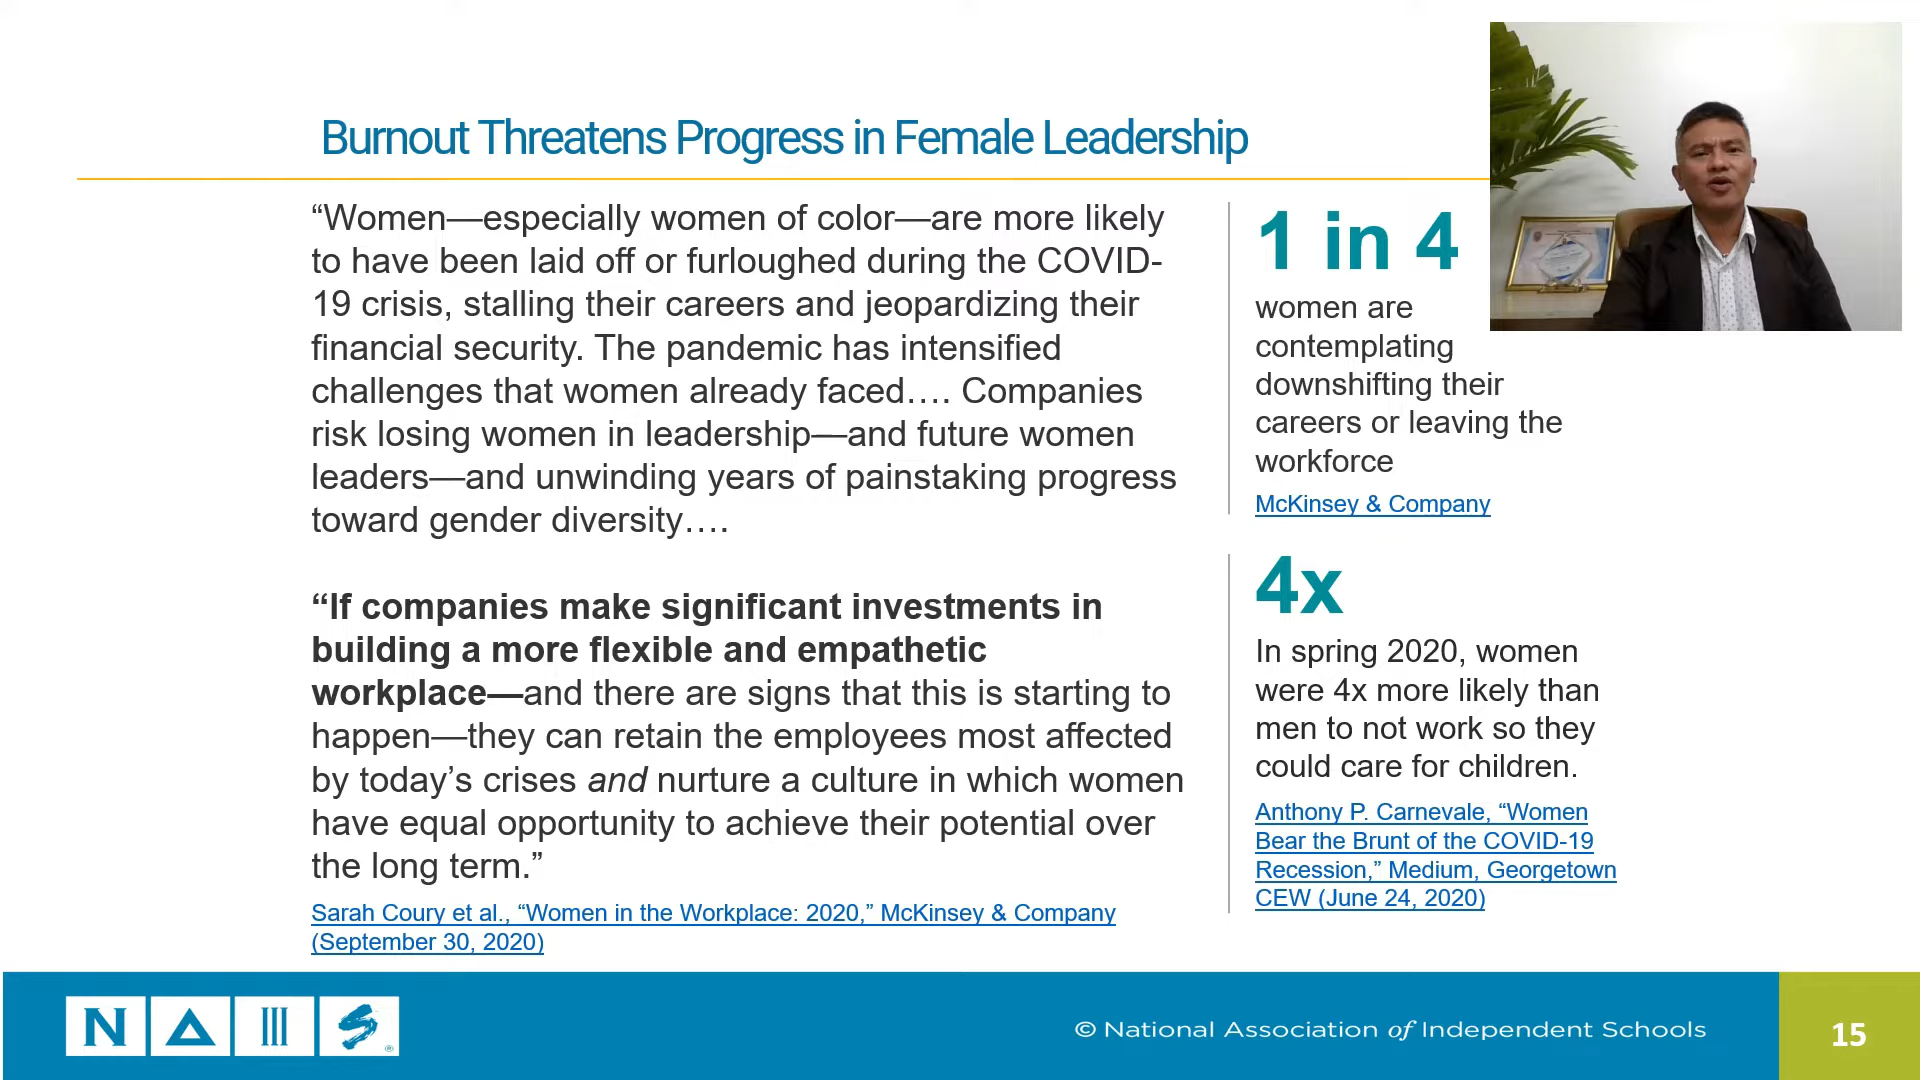 Burnout Threatens Progress in Female Leadership
“Women—especially women of color—are more likely
to have been laid off or furloughed during the COVID-
19 crisis, stalling their careers and jeopardizing their
financial security. The pandemic has intensified
challenges that women already faced…. Companies
risk losing women in leadership—and future women
leaders—and unwinding years of painstaking progress
toward gender diversity….
“If companies make significant investments in
building a more flexible and empathetic
workplace—and there are signs that this is starting to
happen—they can retain the employees most affected
by today’s crises and nurture a culture in which women
have equal opportunity to achieve their potential over
the long term.”
Sarah Coury et al., “Women in the Workplace: 2020,” McKinsey & Company
(September 30, 2020)
1 in 4
women are
contemplating
downshifting their
careers or leaving the
workforce
McKinsey & Company
4x
In spring 2020, women
were 4x more likely than
men to not work so they
could care for children.
Anthony P. Carnevale, “Women
Bear the Brunt of the COVID-19
Recession,” Medium, Georgetown
CEW (June 24, 2020)
NAIS®
© National Association of Independent Schools
15